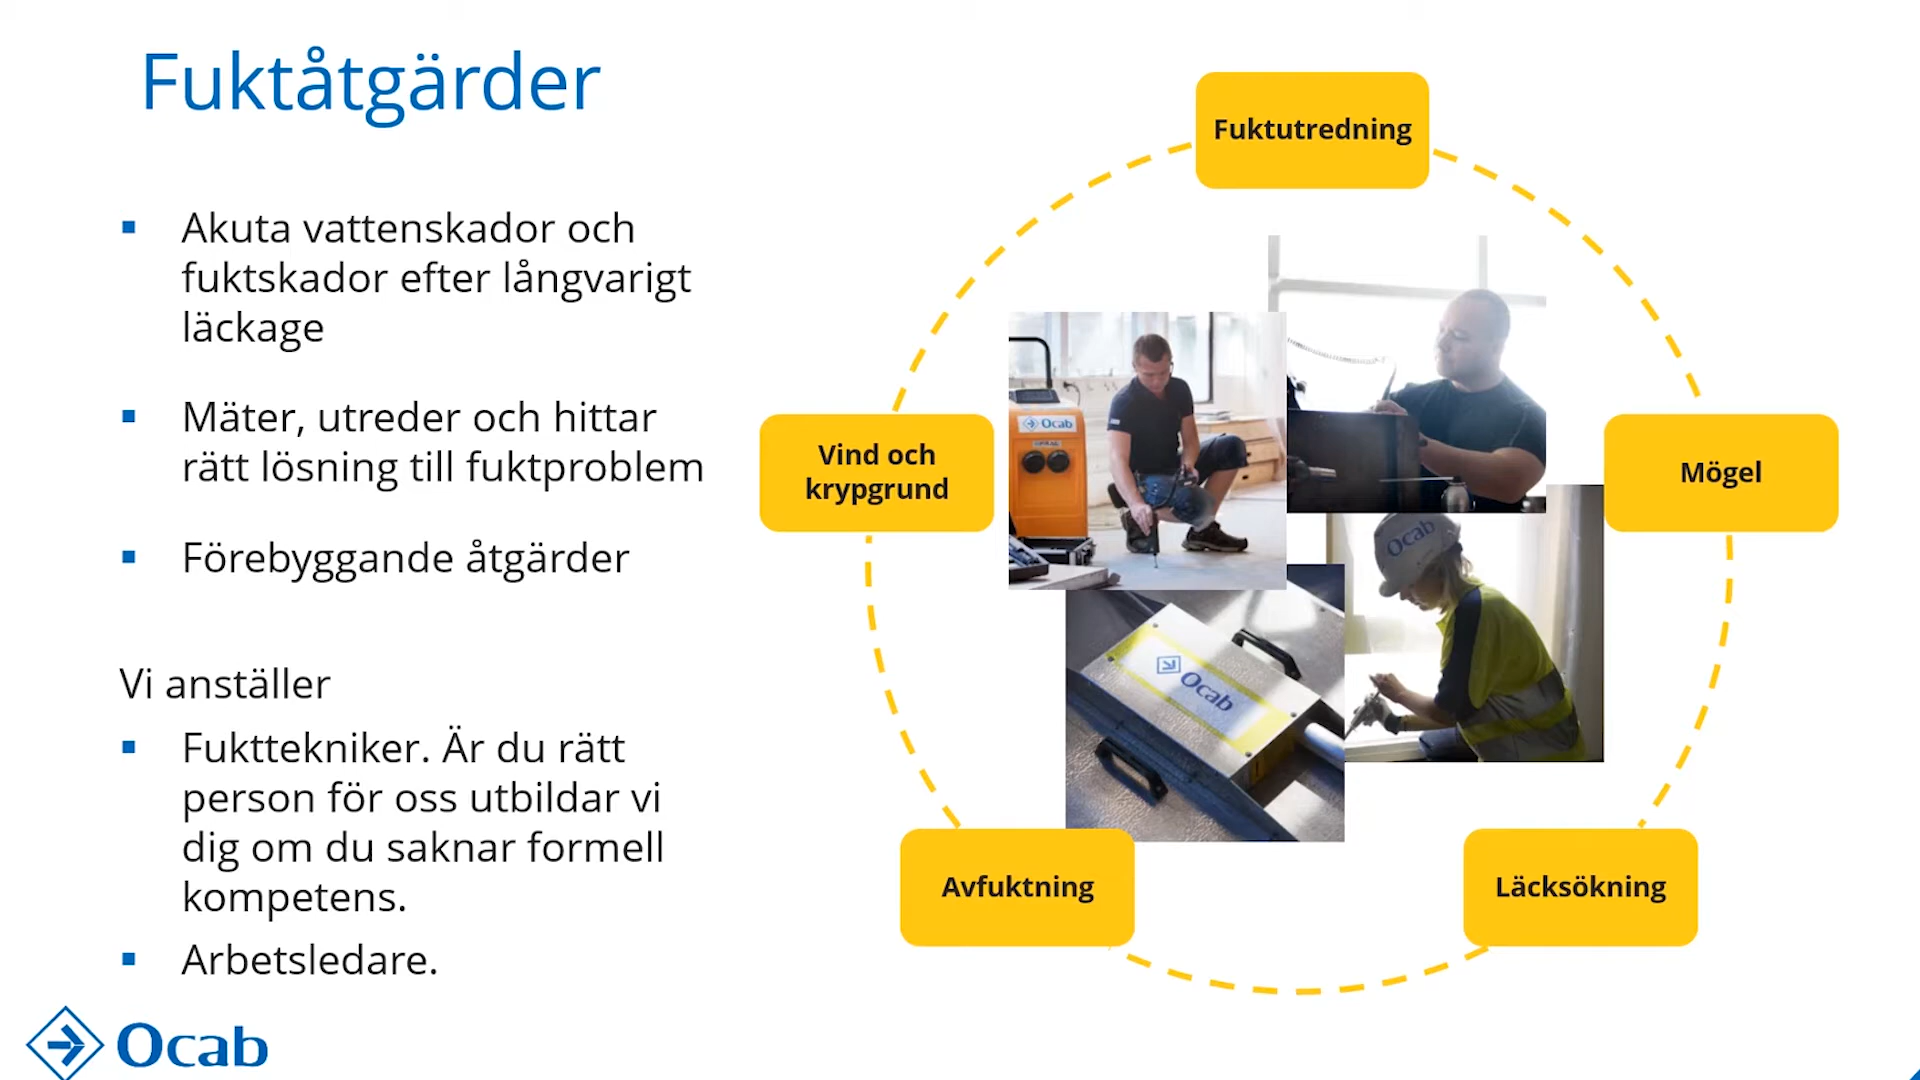 Fuktåtgärder
Akuta vattenskador och
fuktskador efter långvarigt
läckage
Mäter, utreder och hittar
rätt lösning till fuktproblem
Förebyggande åtgärder
Vi anställer
Fukttekniker. Är du rätt
person för oss utbildar vi
dig om du saknar formell
kompetens.
Arbetsledare.
Ocab
Fuktutredning
Vind och
krypgrund
Mögel
Avfuktning
Läcksökning
Ocab
Ocab
Ocab